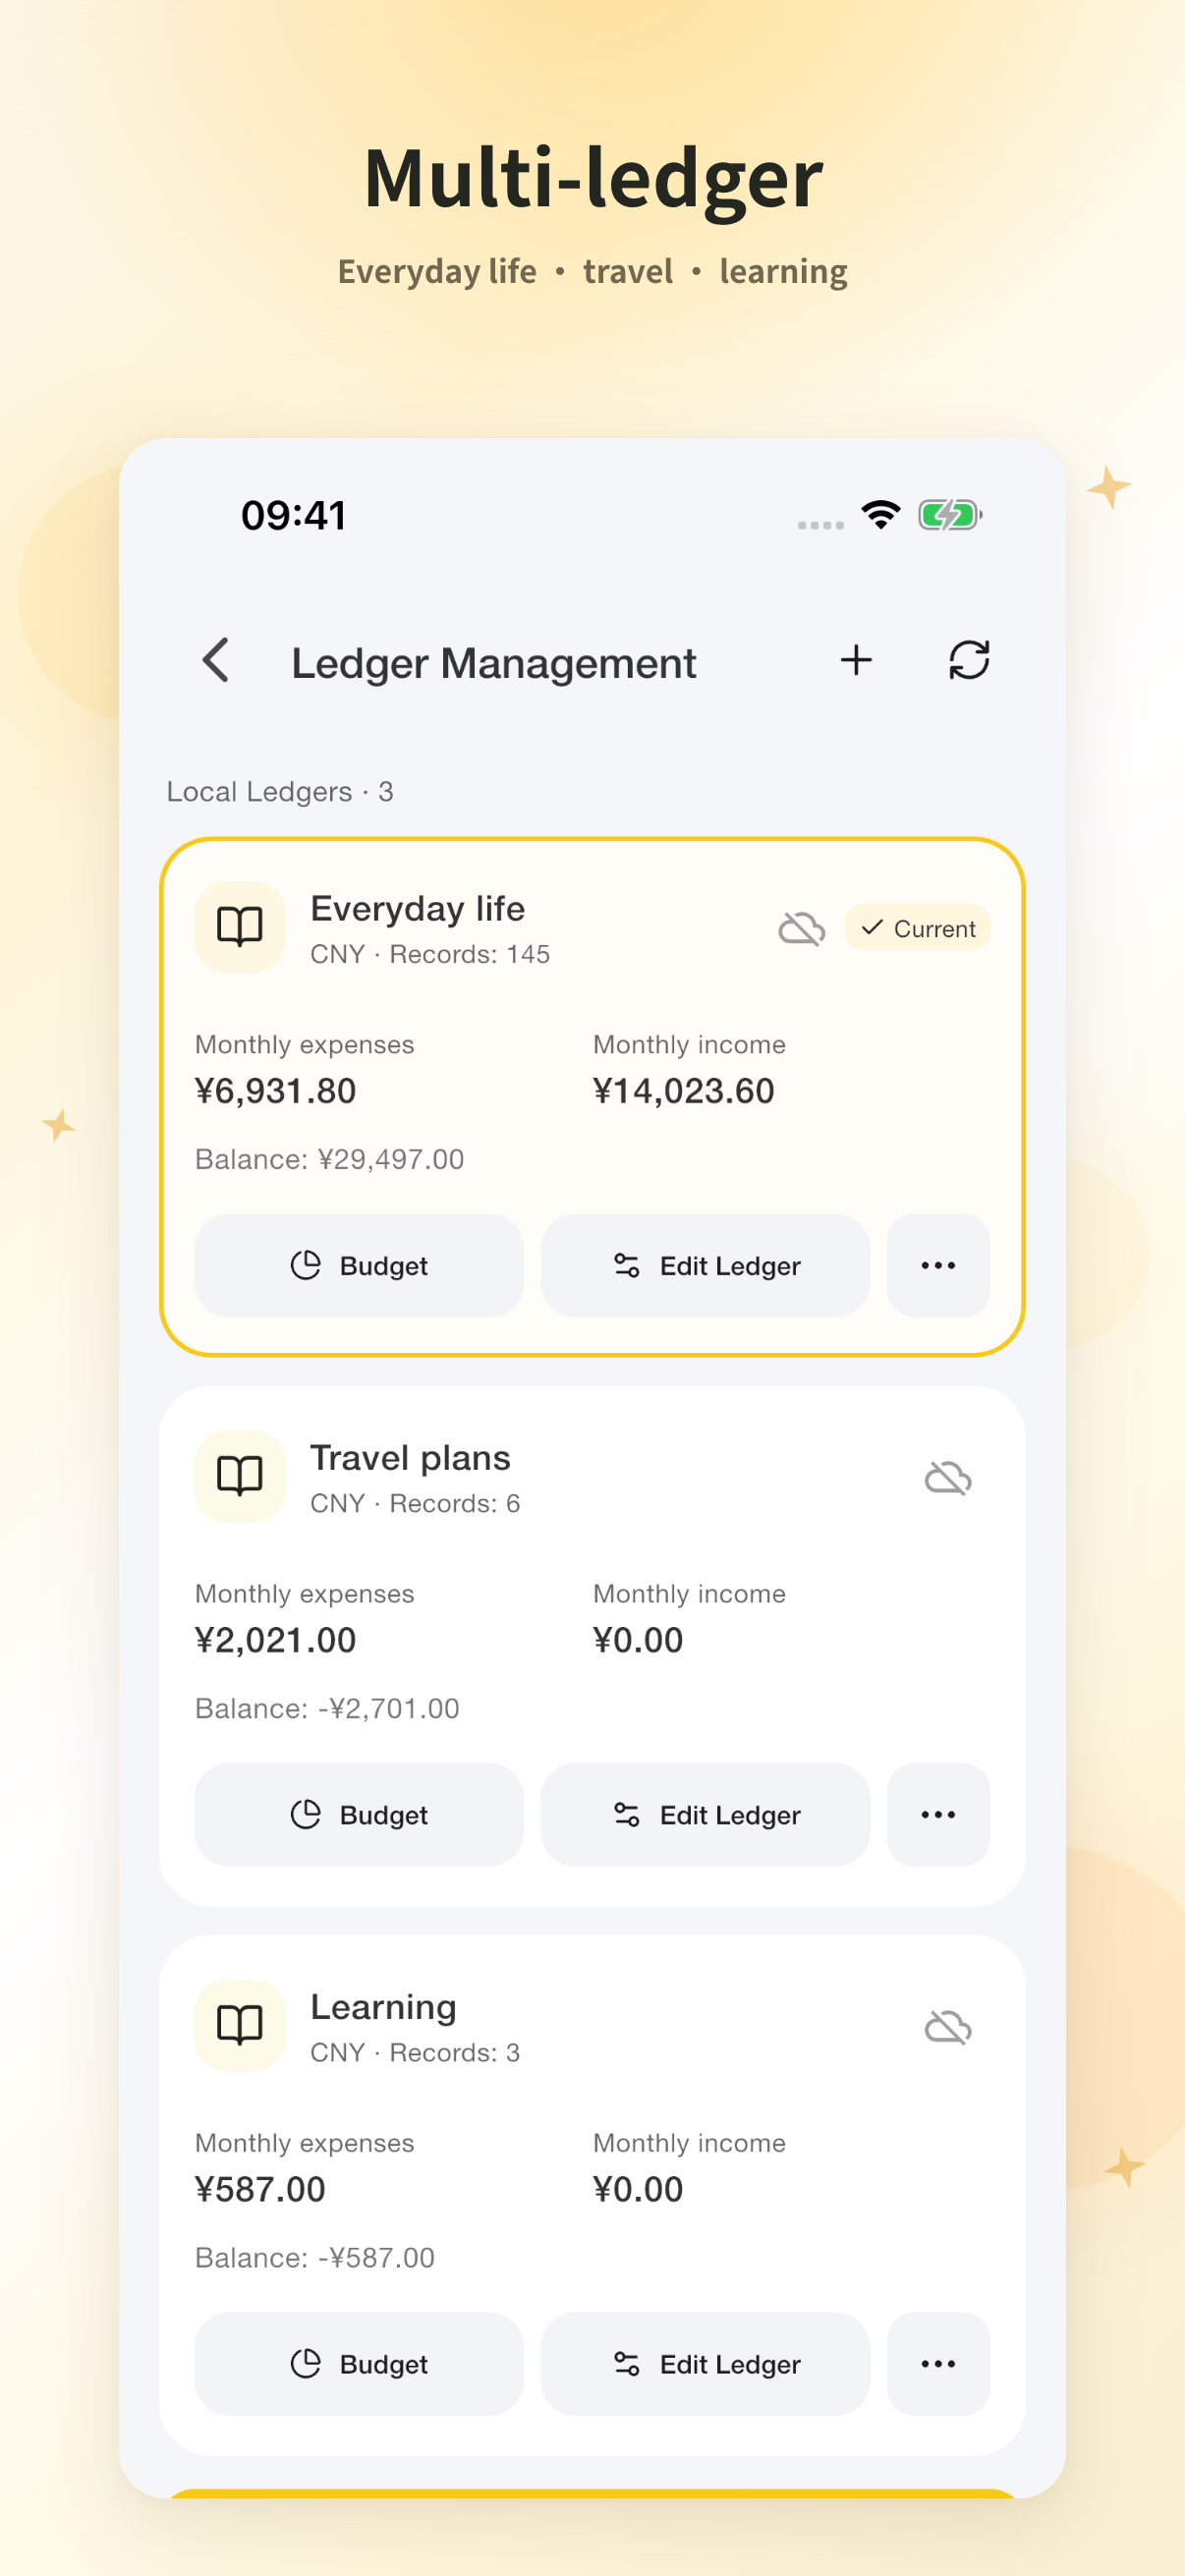 Multi-ledger
Everyday life • travel • learning
09:41
Ledger Management
Local Ledgers · 3
Everyday life
CNY · Records: 145
Current
Monthly expenses
Monthly income
¥6,931.80
¥14,023.60
Balance: ¥29,497.00
Budget
Edit Ledger
Travel plans
CNY · Records: 6
Monthly expenses
Monthly income
¥2,021.00
¥0.00
Balance: -¥2,701.00
Budget
Edit Ledger
Learning
CNY · Records: 3
Monthly expenses
Monthly income
¥587.00
¥0.00
Balance: -¥587.00
Budget
Edit Ledger